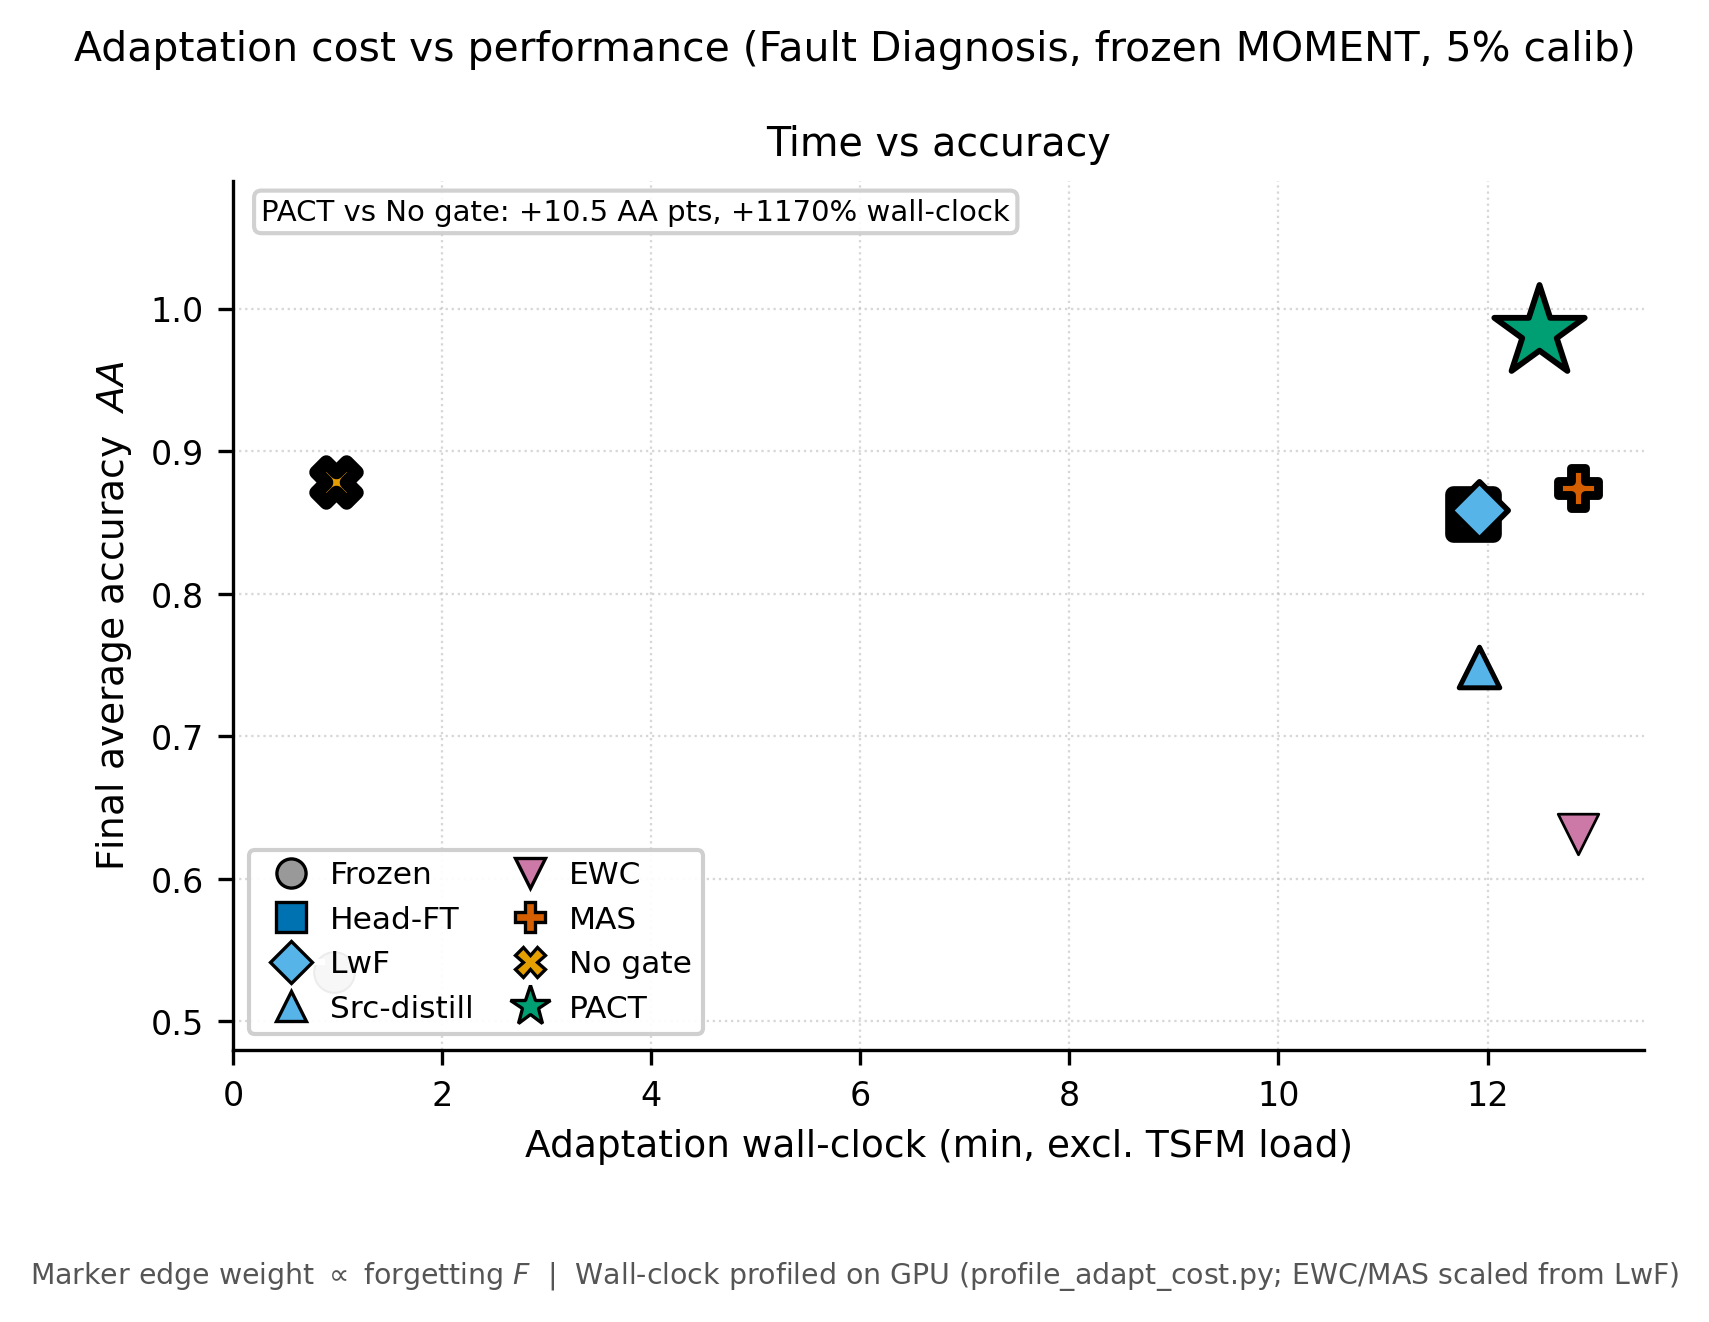 Adaptation cost vs performance (Fault Diagnosis, frozen MOMENT, 5% calib)
Time vs accuracy
PACT vs No gate: +10.5 AA pts, +1170% wall-clock
Final average accuracy AA
1.0
0.9
0.8
0.7
0.6
0.5
Frozen
Head-FT
LwF
Src-distill
EWC
MAS
No gate
PACT
0 2 4 6 8 10 12
Adaptation wall-clock (min, excl. TSFM load)
Marker edge weight ∝ forgetting F | Wall-clock profiled on GPU (profile_adapt_cost.py; EWC/MAS scaled from LwF)